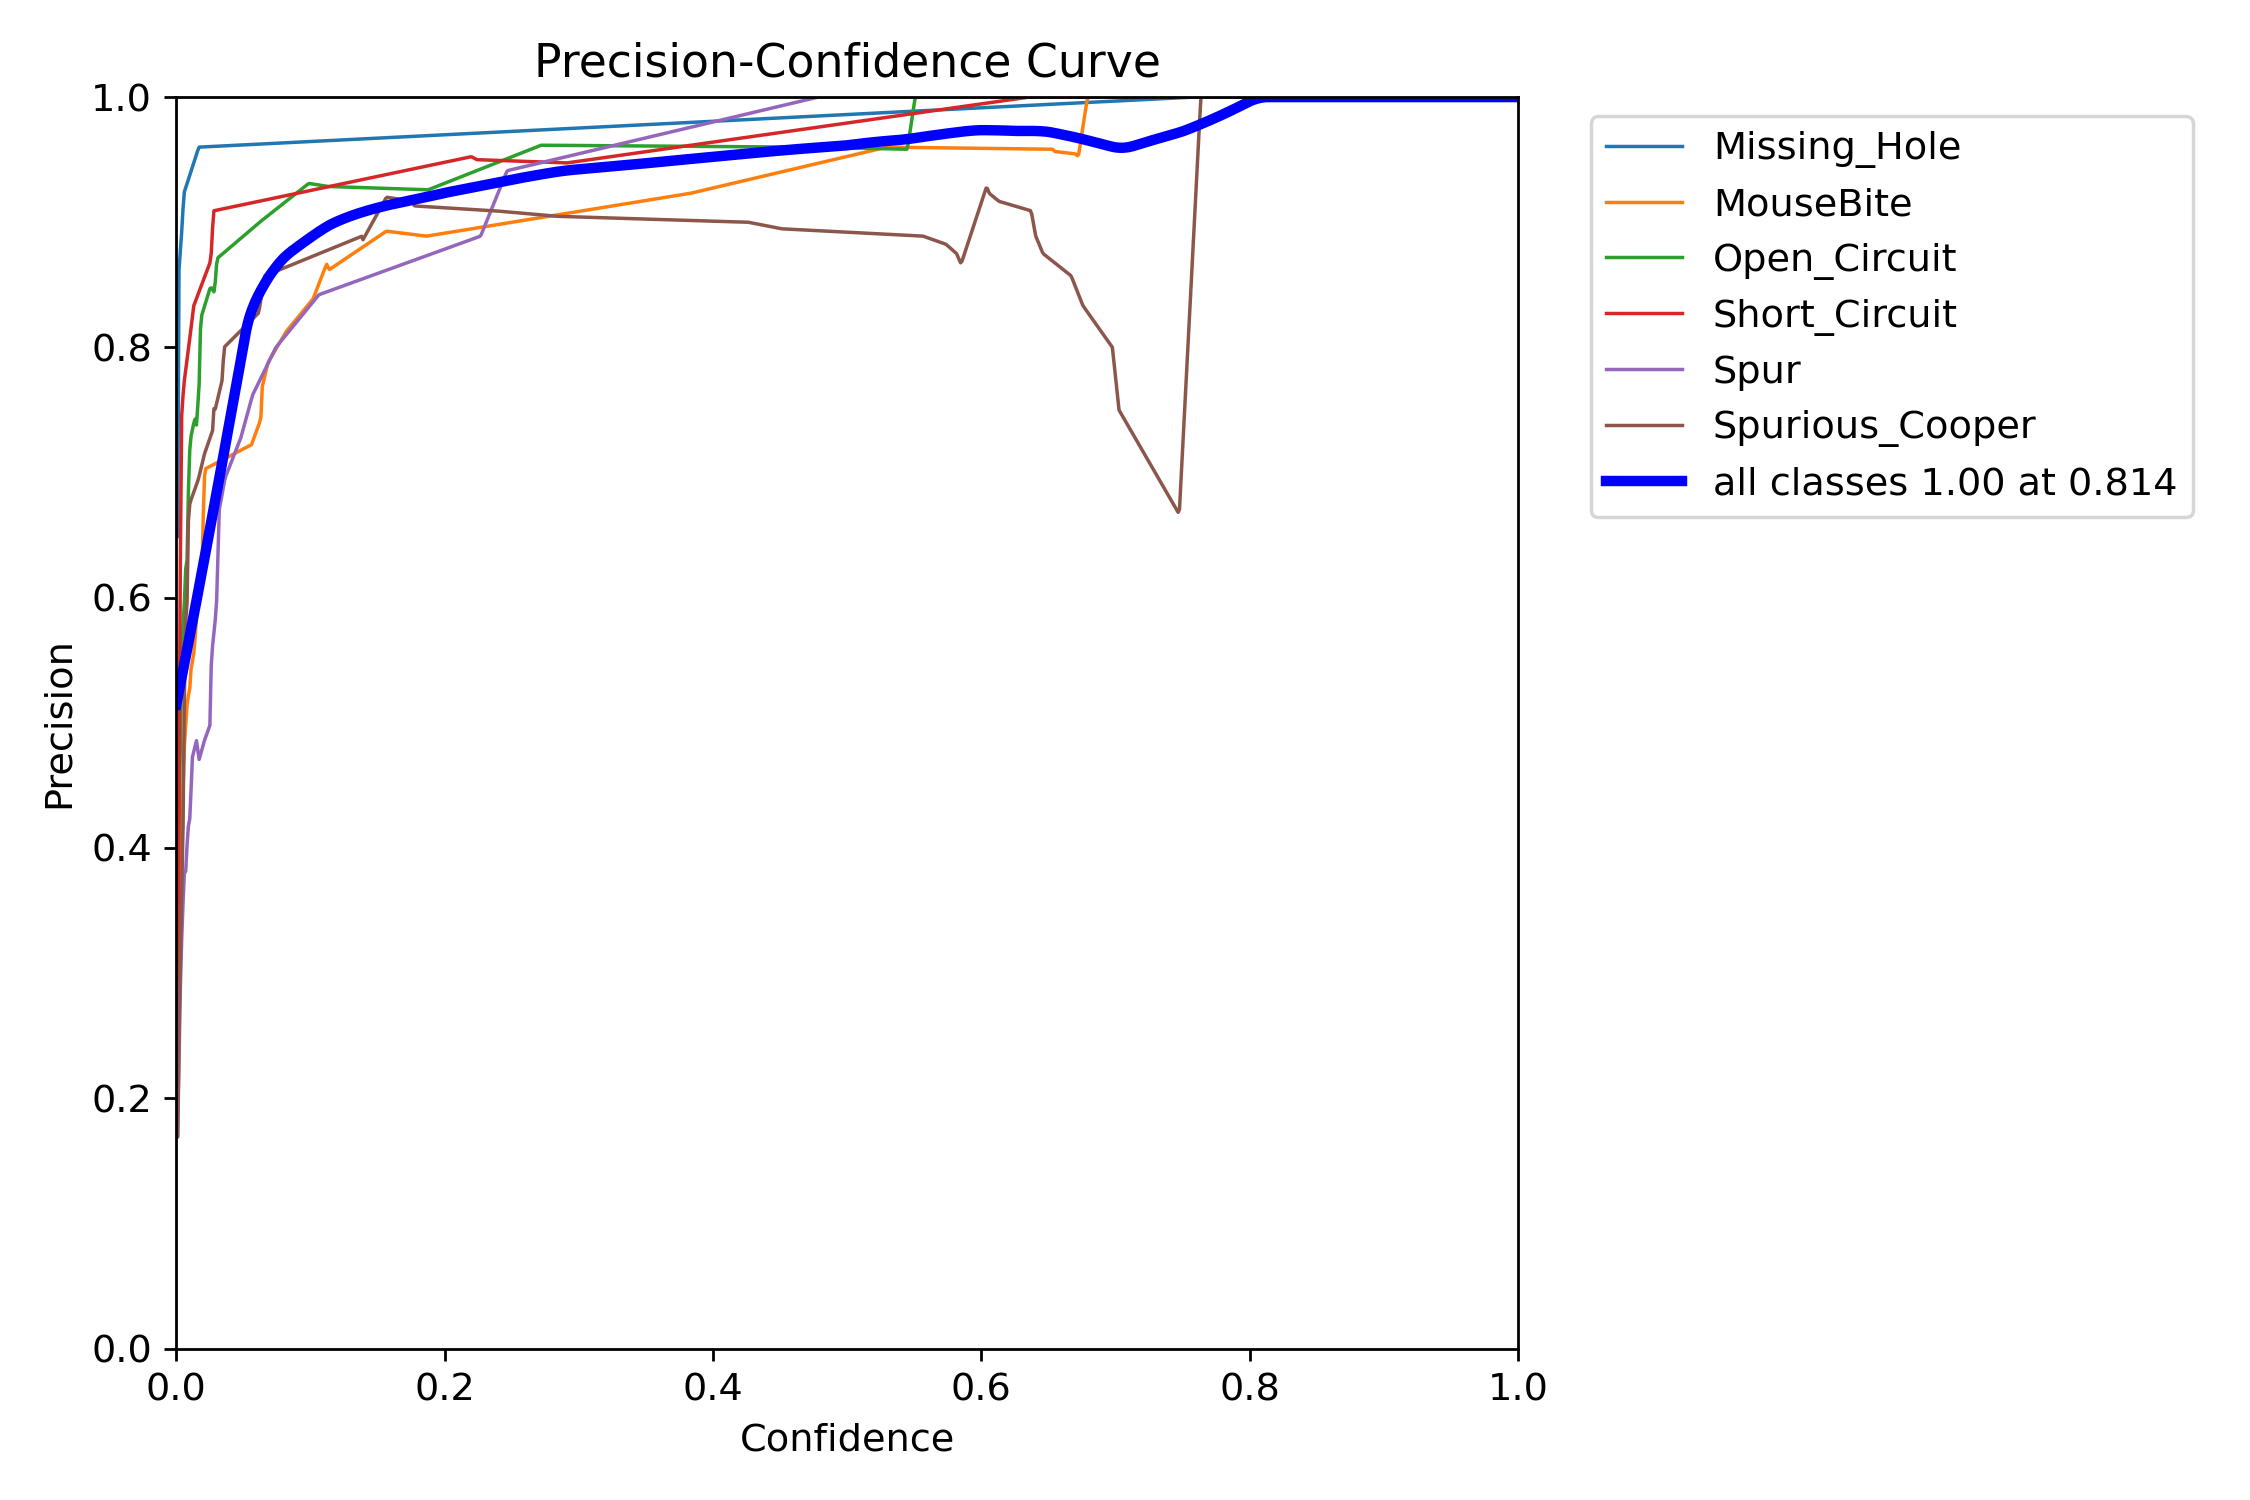 Precision-Confidence Curve
1.0
0.8
0.6
0.4
0.2
0.0
Precision
0.0 0.2 0.4 0.6 0.8 1.0
Confidence
Missing_Hole
MouseBite
Open_Circuit
Short_Circuit
Spur
Spurious_Cooper
all classes 1.00 at 0.814